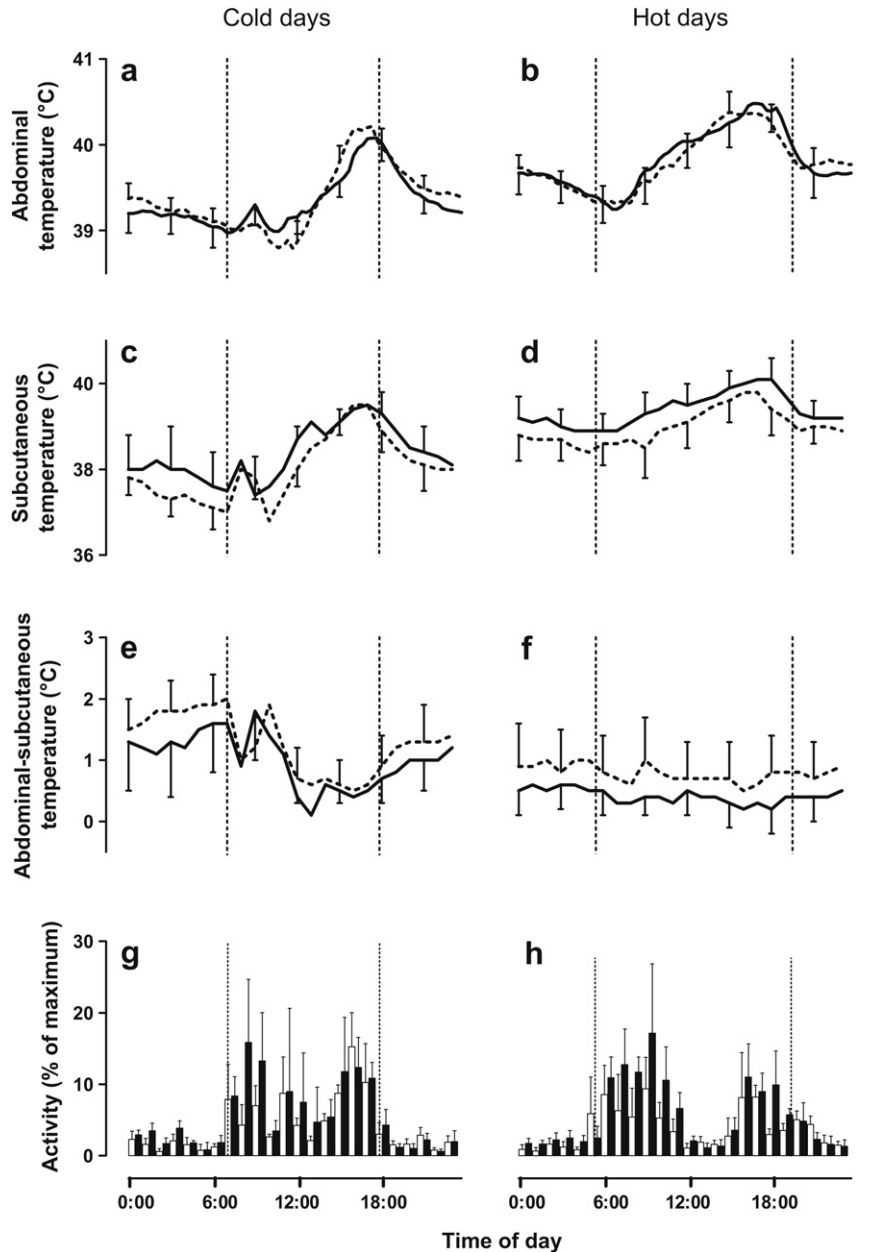 Cold days
Hot days
a
b
41
40
39
Abdominal
temperature (°C)
c
d
40
38
36
Subcutaneous
temperature (°C)
e
f
3
2
1
0
Abdominal-subcutaneous
temperature (°C)
g
h
30
20
10
0
Activity (% of maximum)
0:00 6:00 12:00 18:00
0:00 6:00 12:00 18:00
Time of day